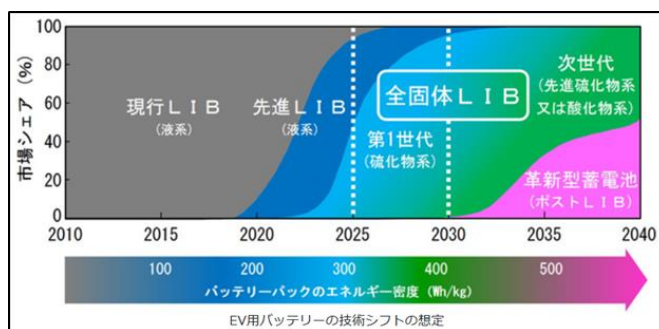 市場シェア (%)
100
80
60
40
20
0
現行LIB
(液系)
先進LIB
(液系)
全固体LIB
第1世代
(硫化物系)
次世代
(先進硫化物系
又は酸化物系)
革新型蓄電池
(ポストLIB)
2010 2015 2020 2025 2030 2035 2040
100 200 300 400 500
バッテリーパックのエネルギー密度 (Wh/kg)
EV用バッテリーの技術シフトの想定